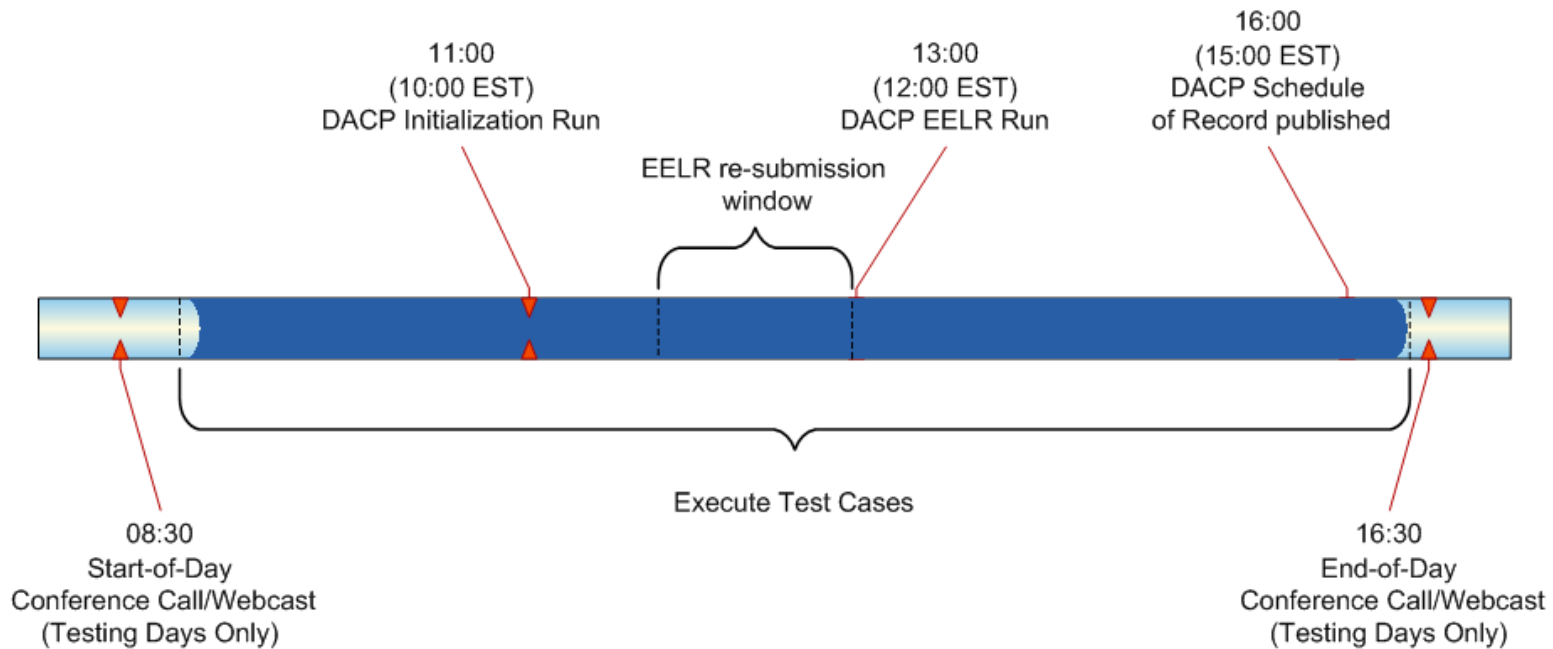 11:00
(10:00 EST)
DACP Initialization Run
13:00
(12:00 EST)
DACP EELR Run
16:00
(15:00 EST)
DACP Schedule
of Record published
EELR re-submission
window
Execute Test Cases
08:30
Start-of-Day
Conference Call/Webcast
(Testing Days Only)
16:30
End-of-Day
Conference Call/Webcast
(Testing Days Only)